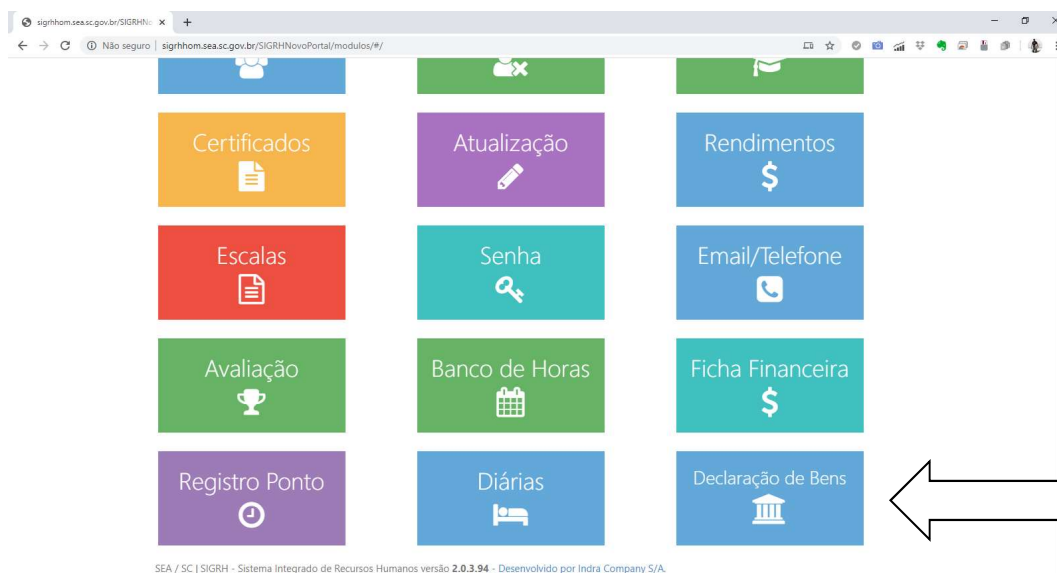 sigrhhom.sea.sc.gov.br/SIGRHNo
Não seguro | sigrhhom.sea.sc.gov.br/SIGRHNovoPortal/modulos/#/
Certificados
Atualização
Rendimentos
Escalas
Senha
Email/Telefone
Avaliação
Banco de Horas
Ficha Financeira
Registro Ponto
Diárias
Declaração de Bens
SEA / SC | SIGRH - Sistema Integrado de Recursos Humanos versão 2.0.3.94 - Desenvolvido por Indra Company S/A.